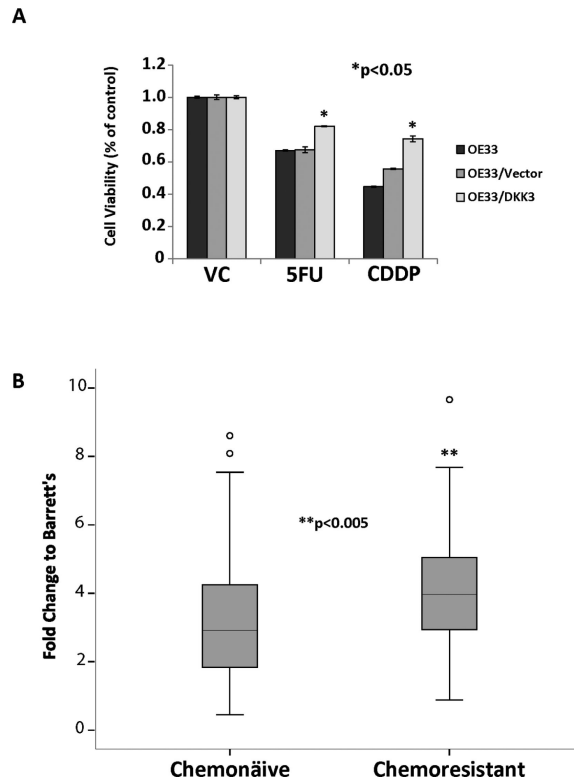 A
Cell Viability (% of control)
1.2
1.0
0.8
0.6
0.4
0.2
0
*p<0.05
*
*
OE33
OE33/Vector
OE33/DKK3
VC 5FU CDDP
B
Fold Change to Barrett's
10
8
6
4
2
0
**
**p<0.005
Chemonäive Chemoresistant